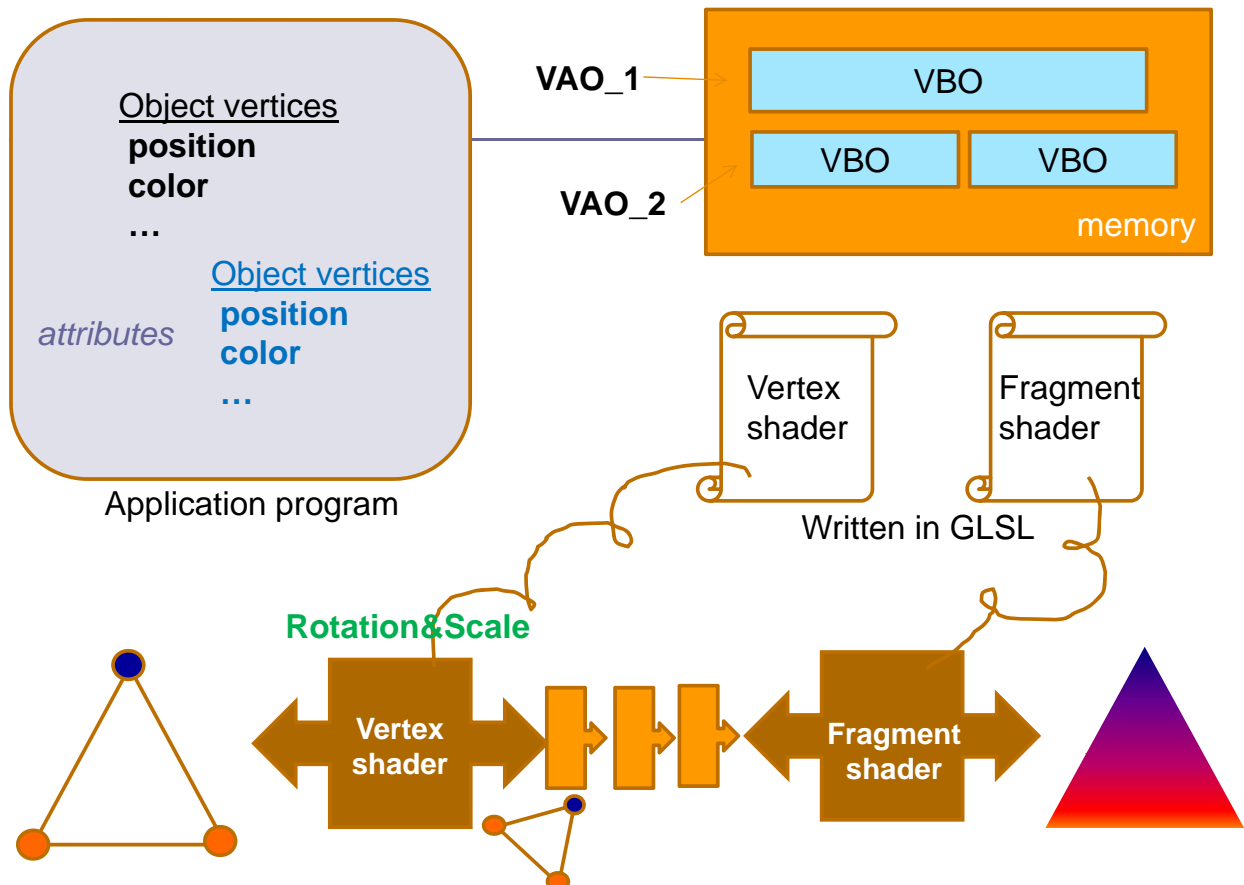 Object vertices
position
color
…
Object vertices
position
color
…
attributes
Application program
VAO_1
VAO_2
VBO
VBO
VBO
memory
Vertex
shader
Fragment
shader
Written in GLSL
Rotation&Scale
Vertex
shader
Fragment
shader